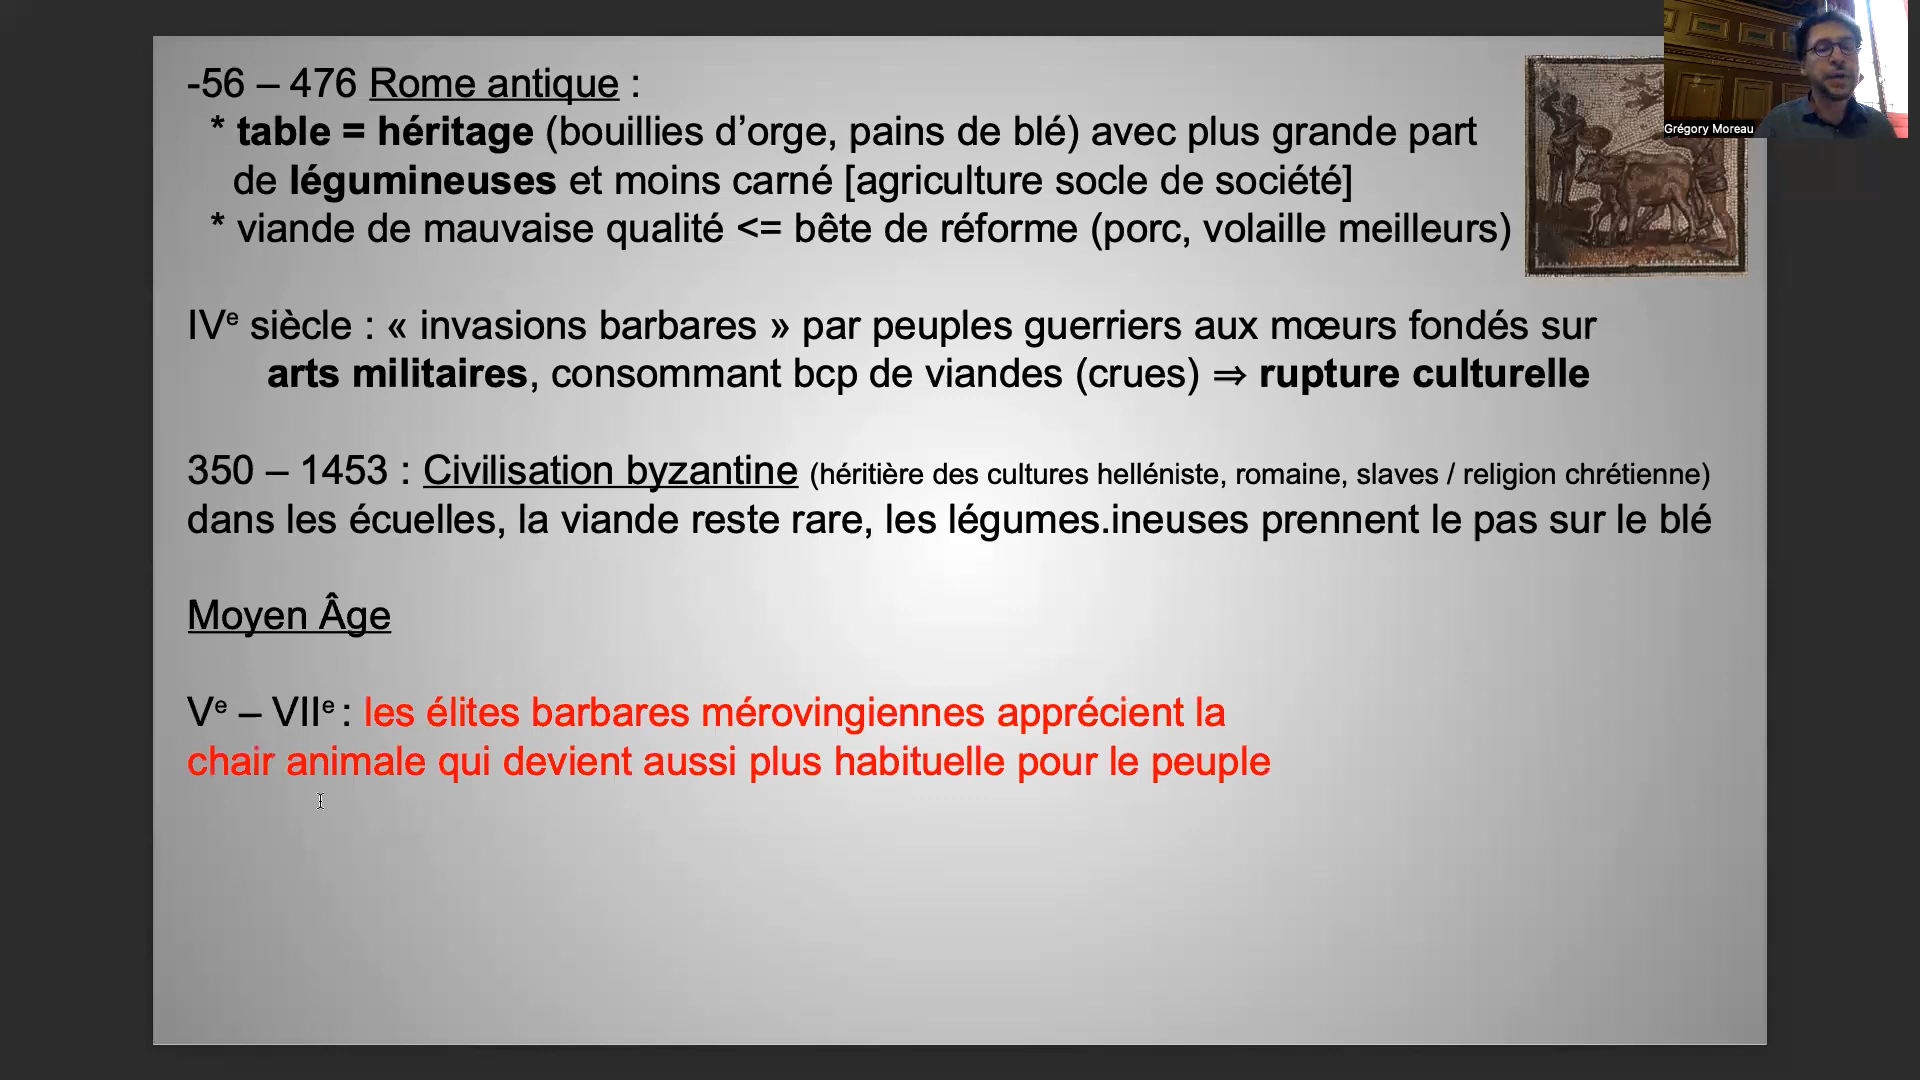 -56 – 476 Rome antique :
* table = héritage (bouillies d’orge, pains de blé) avec plus grande part
de légumineuses et moins carné [agriculture socle de société]
* viande de mauvaise qualité <= bête de réforme (porc, volaille meilleurs)
IVe siècle : « invasions barbares » par peuples guerriers aux mœurs fondés sur
arts militaires, consommant bcp de viandes (crues) ⇒ rupture culturelle
350 – 1453 : Civilisation byzantine (héritière des cultures helléniste, romaine, slaves / religion chrétienne)
dans les écuelles, la viande reste rare, les légumes.ineuses prennent le pas sur le blé
Moyen Âge
Ve – VIIe : les élites barbares mérovingiennes apprécient la
chair animale qui devient aussi plus habituelle pour le peuple
Grégory Moreau